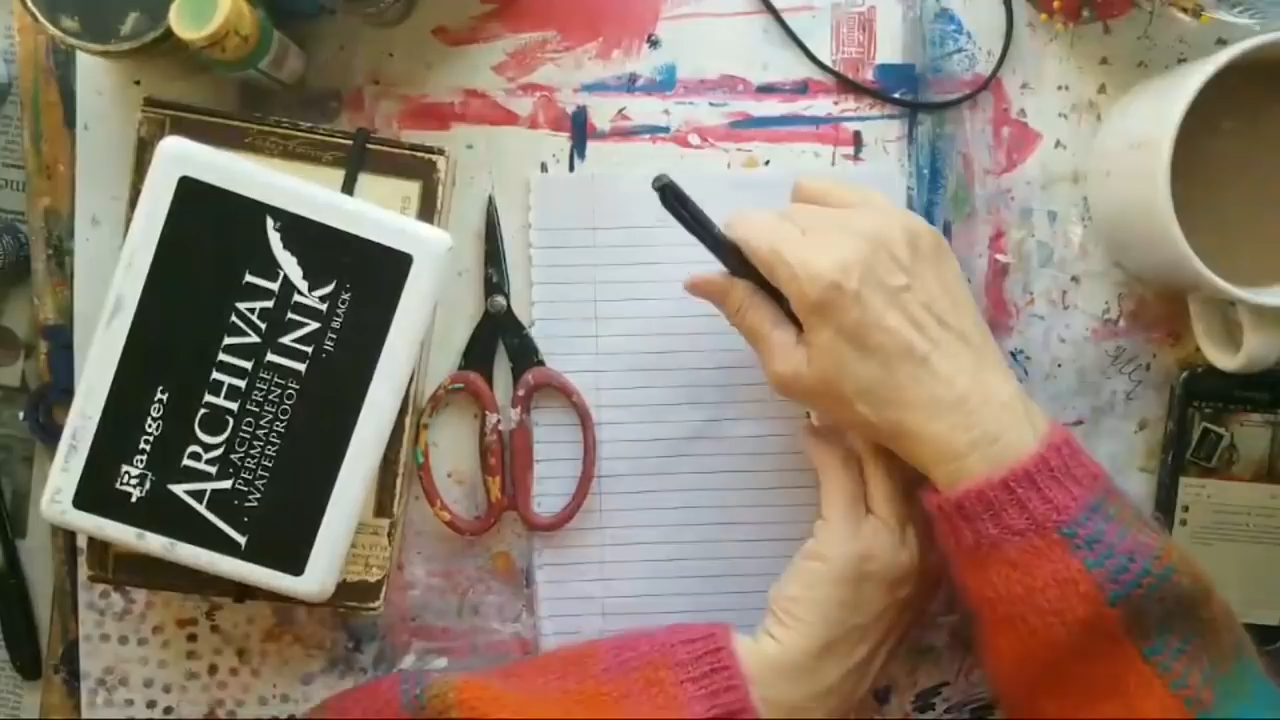 Ranger
ARCHIVAL
INK
· ACID FREE
· PERMANENT
· WATERPROOF
· JET BLACK ·